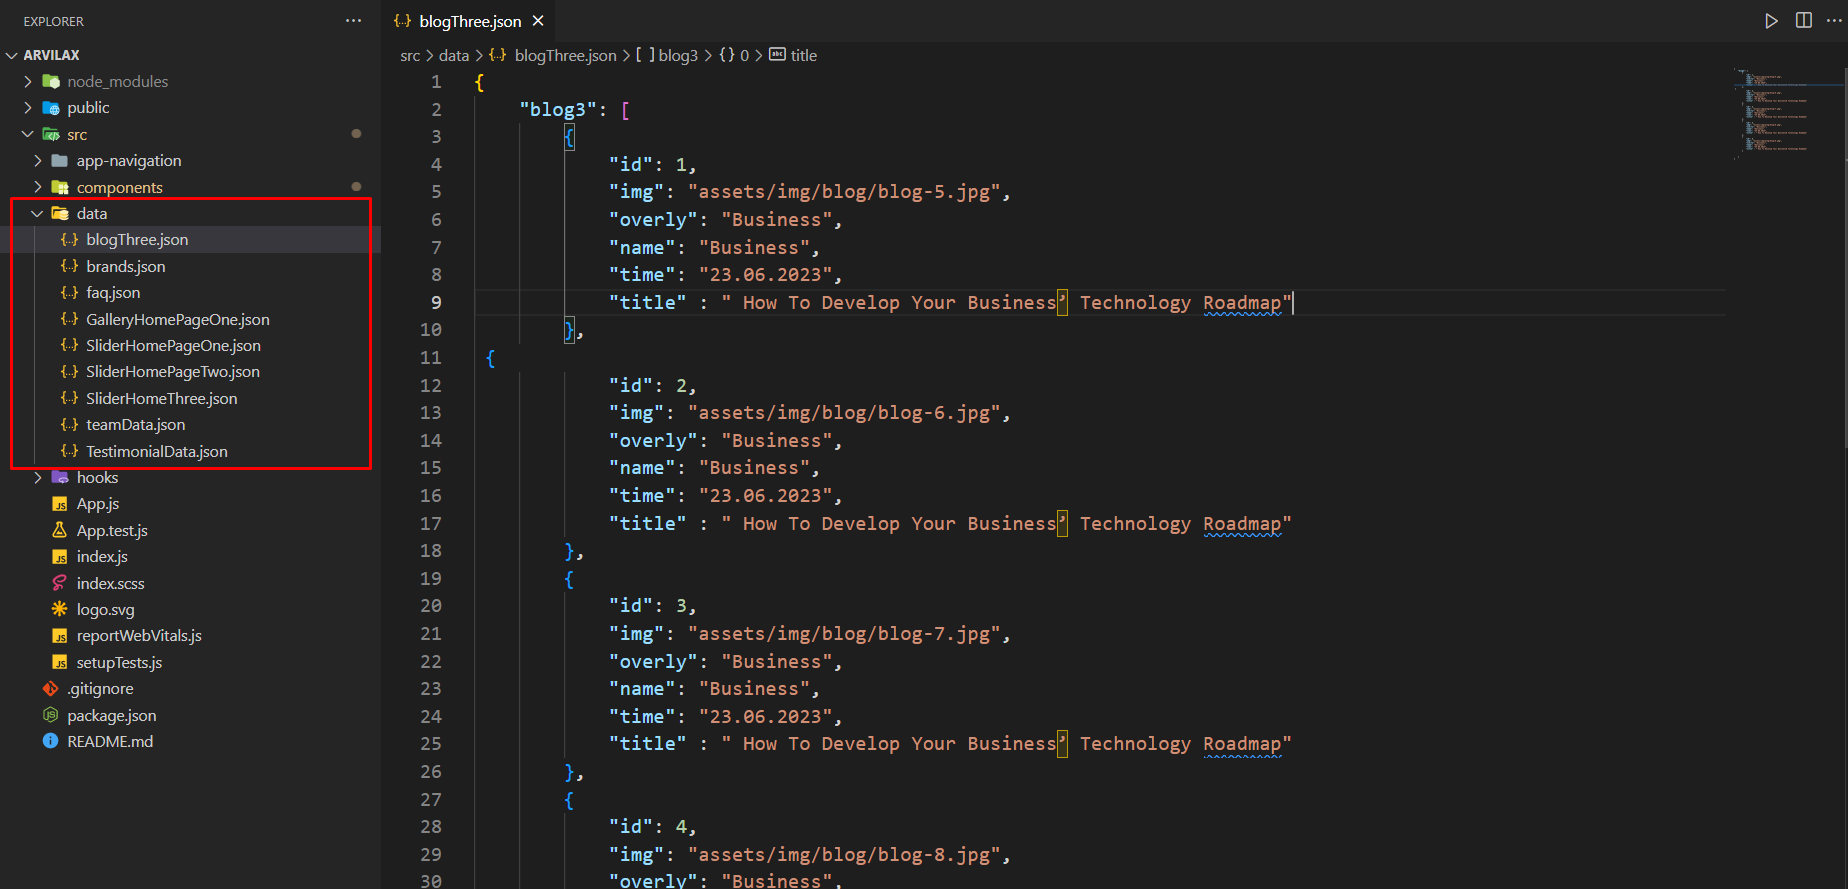 EXPLORER
ARVILAX
node_modules
public
src
app-navigation
components
data
blogThree.json
brands.json
faq.json
GalleryHomePageOne.json
SliderHomePageOne.json
SliderHomePageTwo.json
SliderHomeThree.json
teamData.json
TestimonialData.json
hooks
App.js
App.test.js
index.js
index.scss
logo.svg
reportWebVitals.js
setupTests.js
.gitignore
package.json
README.md
{..} blogThree.json ×
src > data > {..} blogThree.json > [ ] blog3 > {} 0 > abc title
1 {
2 "blog3": [
3 {
4 "id": 1,
5 "img": "assets/img/blog/blog-5.jpg",
6 "overly": "Business",
7 "name": "Business",
8 "time": "23.06.2023",
9 "title" : " How To Develop Your Business’ Technology Roadmap"
10 },
11 {
12 "id": 2,
13 "img": "assets/img/blog/blog-6.jpg",
14 "overly": "Business",
15 "name": "Business",
16 "time": "23.06.2023",
17 "title" : " How To Develop Your Business’ Technology Roadmap"
18 },
19 {
20 "id": 3,
21 "img": "assets/img/blog/blog-7.jpg",
22 "overly": "Business",
23 "name": "Business",
24 "time": "23.06.2023",
25 "title" : " How To Develop Your Business’ Technology Roadmap"
26 },
27 {
28 "id": 4,
29 "img": "assets/img/blog/blog-8.jpg",
30 "overly": "Business",